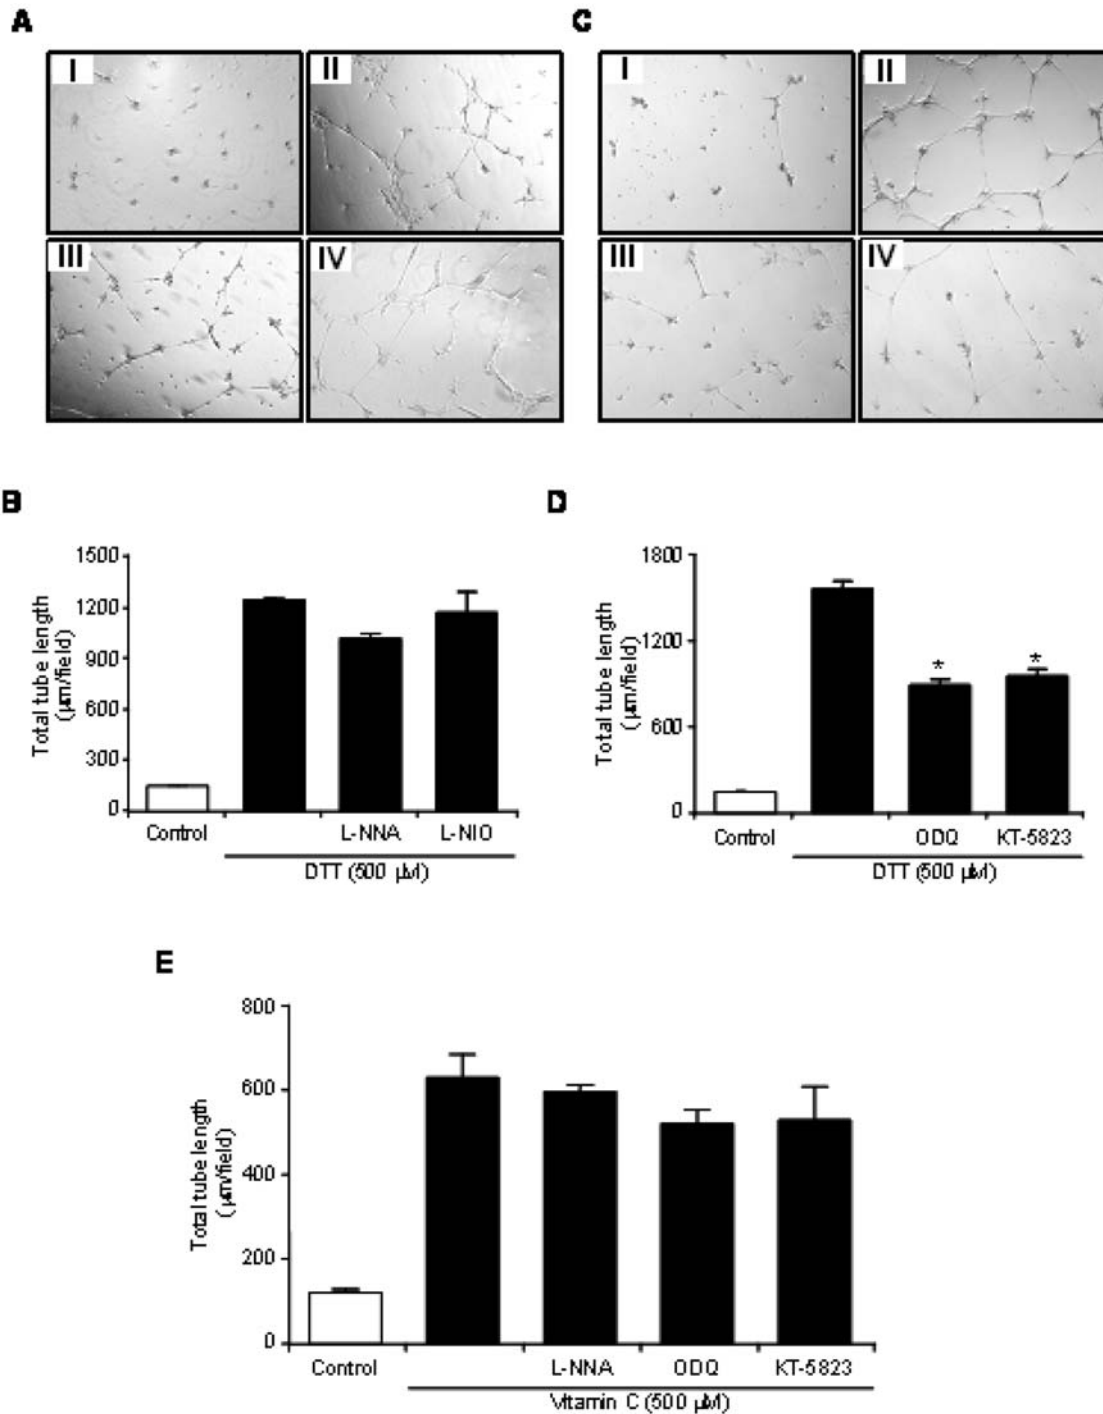 A
C
I
II
I
II
III
IV
III
IV
B
D
1500
1200
900
600
300
0
Total tube length
(μm/field)
Control
L-NNA
L-NIO
DTT (500 μM)
1800
1200
600
0
Total tube length
(μm/field)
*
*
Control
ODQ
KT-5823
DTT (500 μM)
E
800
600
400
200
0
Total tube length
(μm/field)
Control
L-NNA
ODQ
KT-5823
Vitamin C (500 μM)